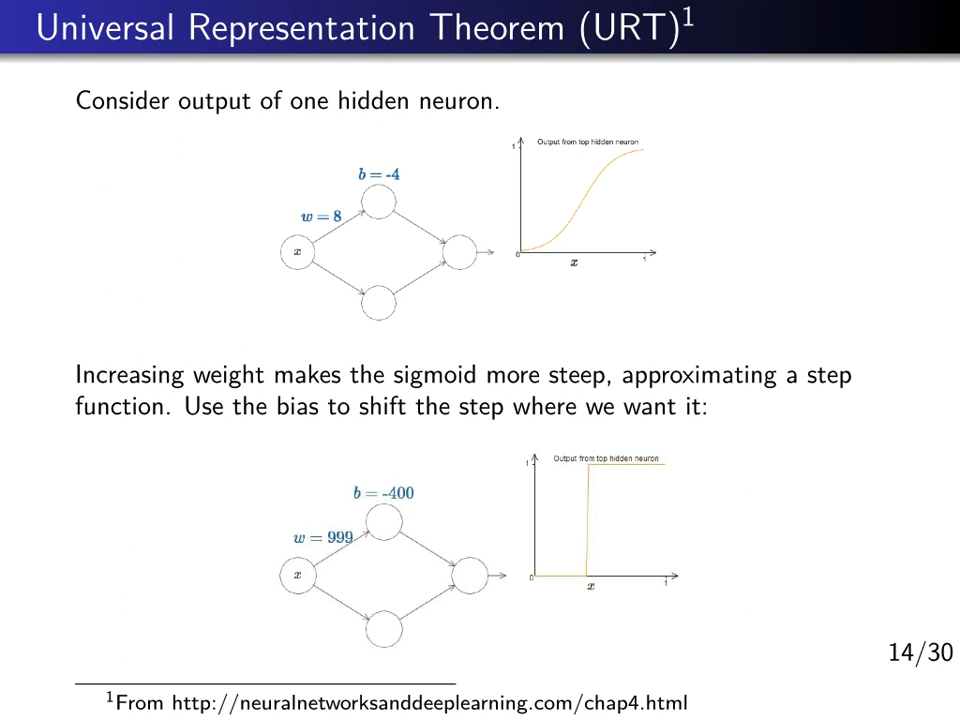 Universal Representation Theorem (URT)¹
Consider output of one hidden neuron.
b = -4
w = 8
x
Output from top hidden neuron
1
0
x
1
Increasing weight makes the sigmoid more steep, approximating a step
function. Use the bias to shift the step where we want it:
b = -400
w = 999
x
Output from top hidden neuron
1
0
x
1
14/30
¹From http://neuralnetworksanddeeplearning.com/chap4.html